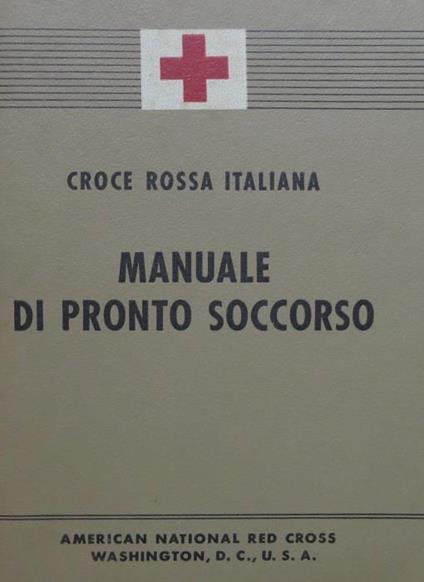 CROCE ROSSA ITALIANA
MANUALE
DI PRONTO SOCCORSO
AMERICAN NATIONAL RED CROSS
WASHINGTON, D. C., U. S. A.